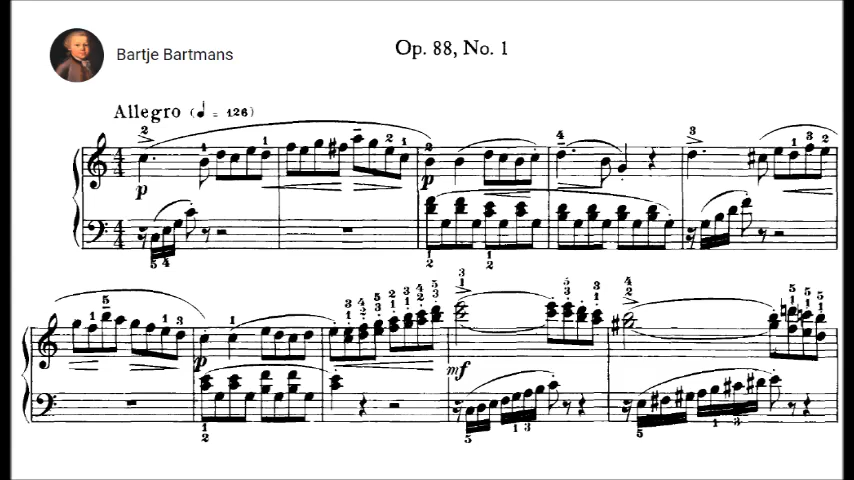 Op. 88, No. 1
Bartje Bartmans
Allegro (♩ = 126)
p
p
p
mf